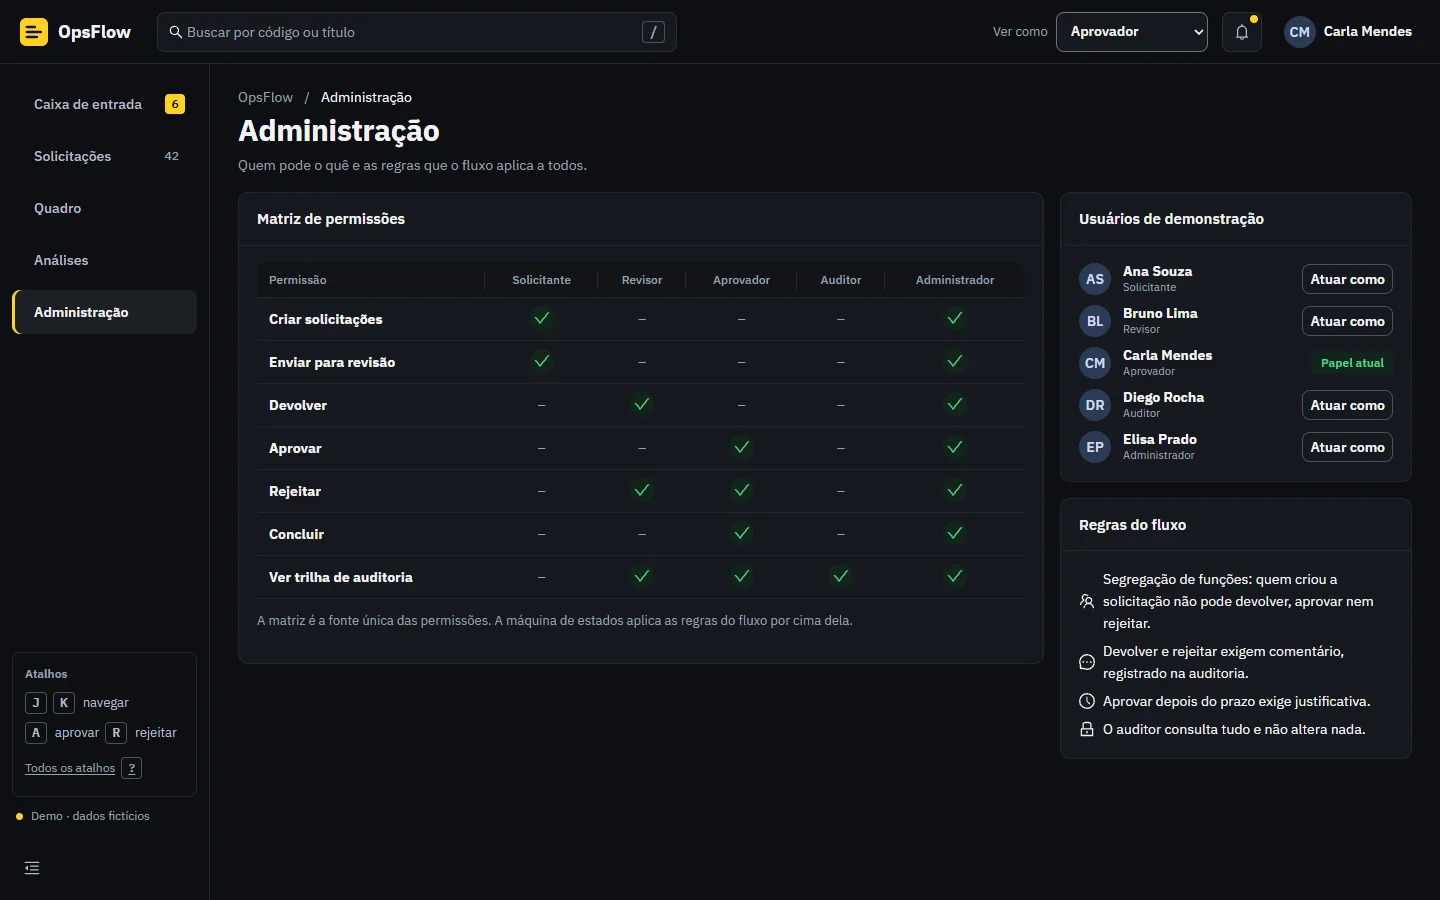 OpsFlow
Buscar por código ou título
/
Ver como
Aprovador
CM
Carla Mendes
Caixa de entrada
6
Solicitações
42
Quadro
Análises
Administração
Atalhos
J K navegar
A aprovar R rejeitar
Todos os atalhos ?
Demo · dados fictícios
OpsFlow / Administração
Administração
Quem pode o quê e as regras que o fluxo aplica a todos.
Matriz de permissões
Permissão Solicitante Revisor Aprovador Auditor Administrador
Criar solicitações ✓ – – – ✓
Enviar para revisão ✓ – – – ✓
Devolver – ✓ – – ✓
Aprovar – – ✓ – ✓
Rejeitar – ✓ ✓ – ✓
Concluir – – ✓ – ✓
Ver trilha de auditoria – ✓ ✓ ✓ ✓
A matriz é a fonte única das permissões. A máquina de estados aplica as regras do fluxo por cima dela.
Usuários de demonstração
AS Ana Souza
Solicitante
Atuar como
BL Bruno Lima
Revisor
Atuar como
CM Carla Mendes
Aprovador
Papel atual
DR Diego Rocha
Auditor
Atuar como
EP Elisa Prado
Administrador
Atuar como
Regras do fluxo
Segregação de funções: quem criou a
solicitação não pode devolver, aprovar nem
rejeitar.
Devolver e rejeitar exigem comentário,
registrado na auditoria.
Aprovar depois do prazo exige justificativa.
O auditor consulta tudo e não altera nada.